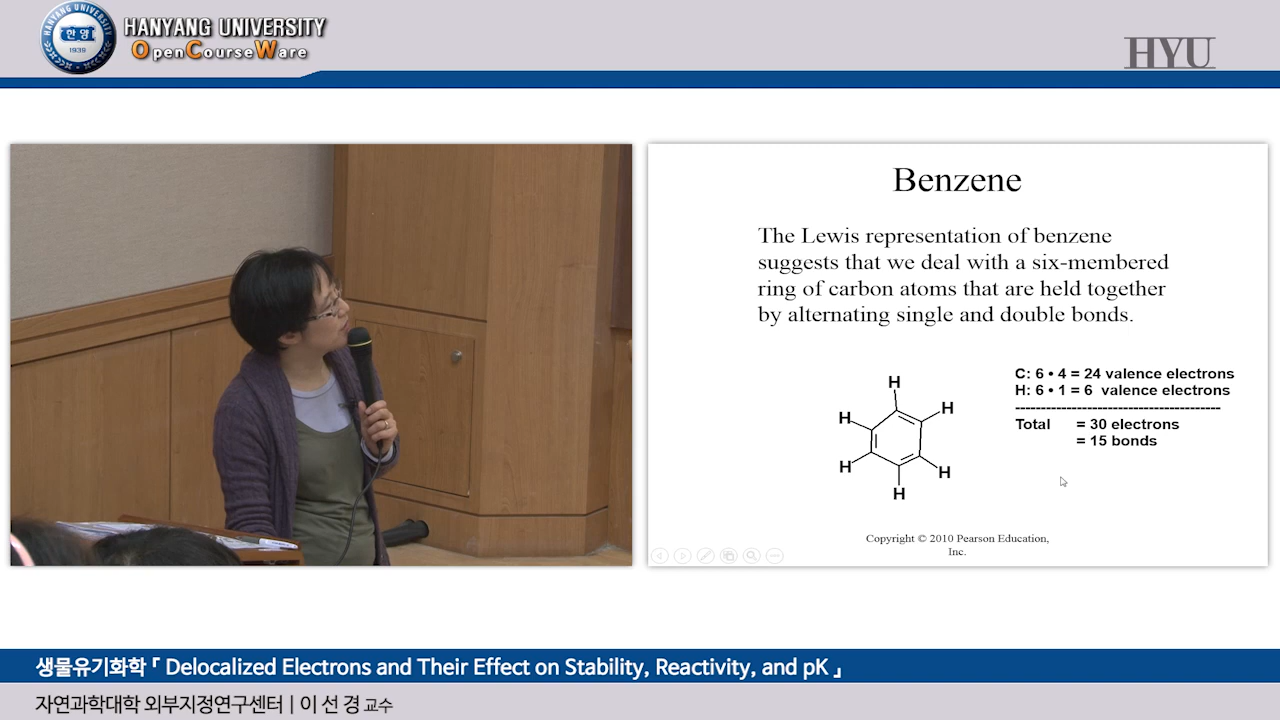 한양
1939
HANYANG UNIVERSITY
OpenCourseWare
HYU
Benzene
The Lewis representation of benzene
suggests that we deal with a six-membered
ring of carbon atoms that are held together
by alternating single and double bonds.
C: 6 • 4 = 24 valence electrons
H: 6 • 1 = 6 valence electrons
-----------------------------------------
Total = 30 electrons
= 15 bonds
H
H
H
H
H
H
Copyright © 2010 Pearson Education,
Inc.
생물유기화학 「 Delocalized Electrons and Their Effect on Stability, Reactivity, and pK 」
자연과학대학 외부지정연구센터 | 이 선 경 교수